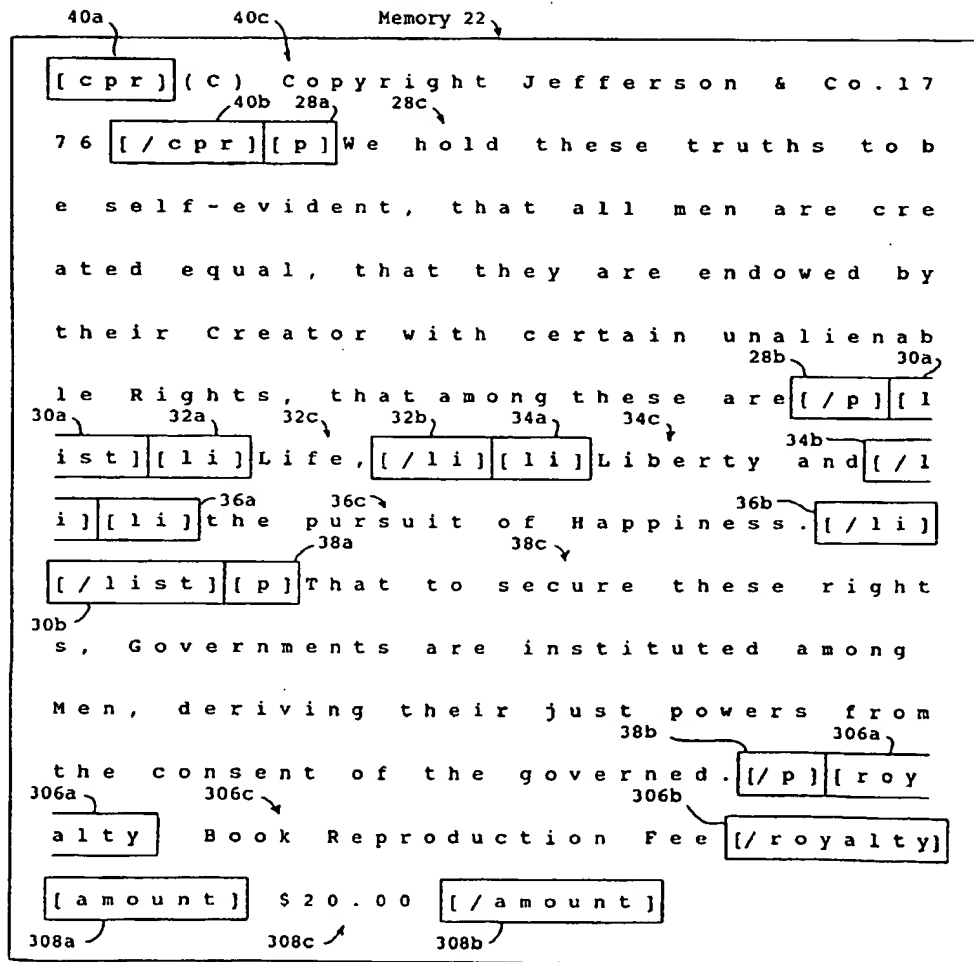 40a 40c Memory 22
[cpr](C) Copyright Jefferson & Co.17
40b 28a 28c
76 [/cpr][p]We hold these truths to b
e self-evident, that all men are cre
ated equal, that they are endowed by
their Creator with certain unalienab
28b 30a
le Rights, that among these are[/p][l
30a 32a 32c 32b 34a 34c 34b
ist][li]Life,[/li][li]Liberty and[/l
36a 36c 36b
i][li]the pursuit of Happiness.[/li]
38a 38c
[/list][p]That to secure these right
30b
s, Governments are instituted among
Men, deriving their just powers from
38b 306a
the consent of the governed.[/p][roy
306a 306c 306b
alty Book Reproduction Fee[/royalty]
[amount] $20.00 [/amount]
308a 308c 308b